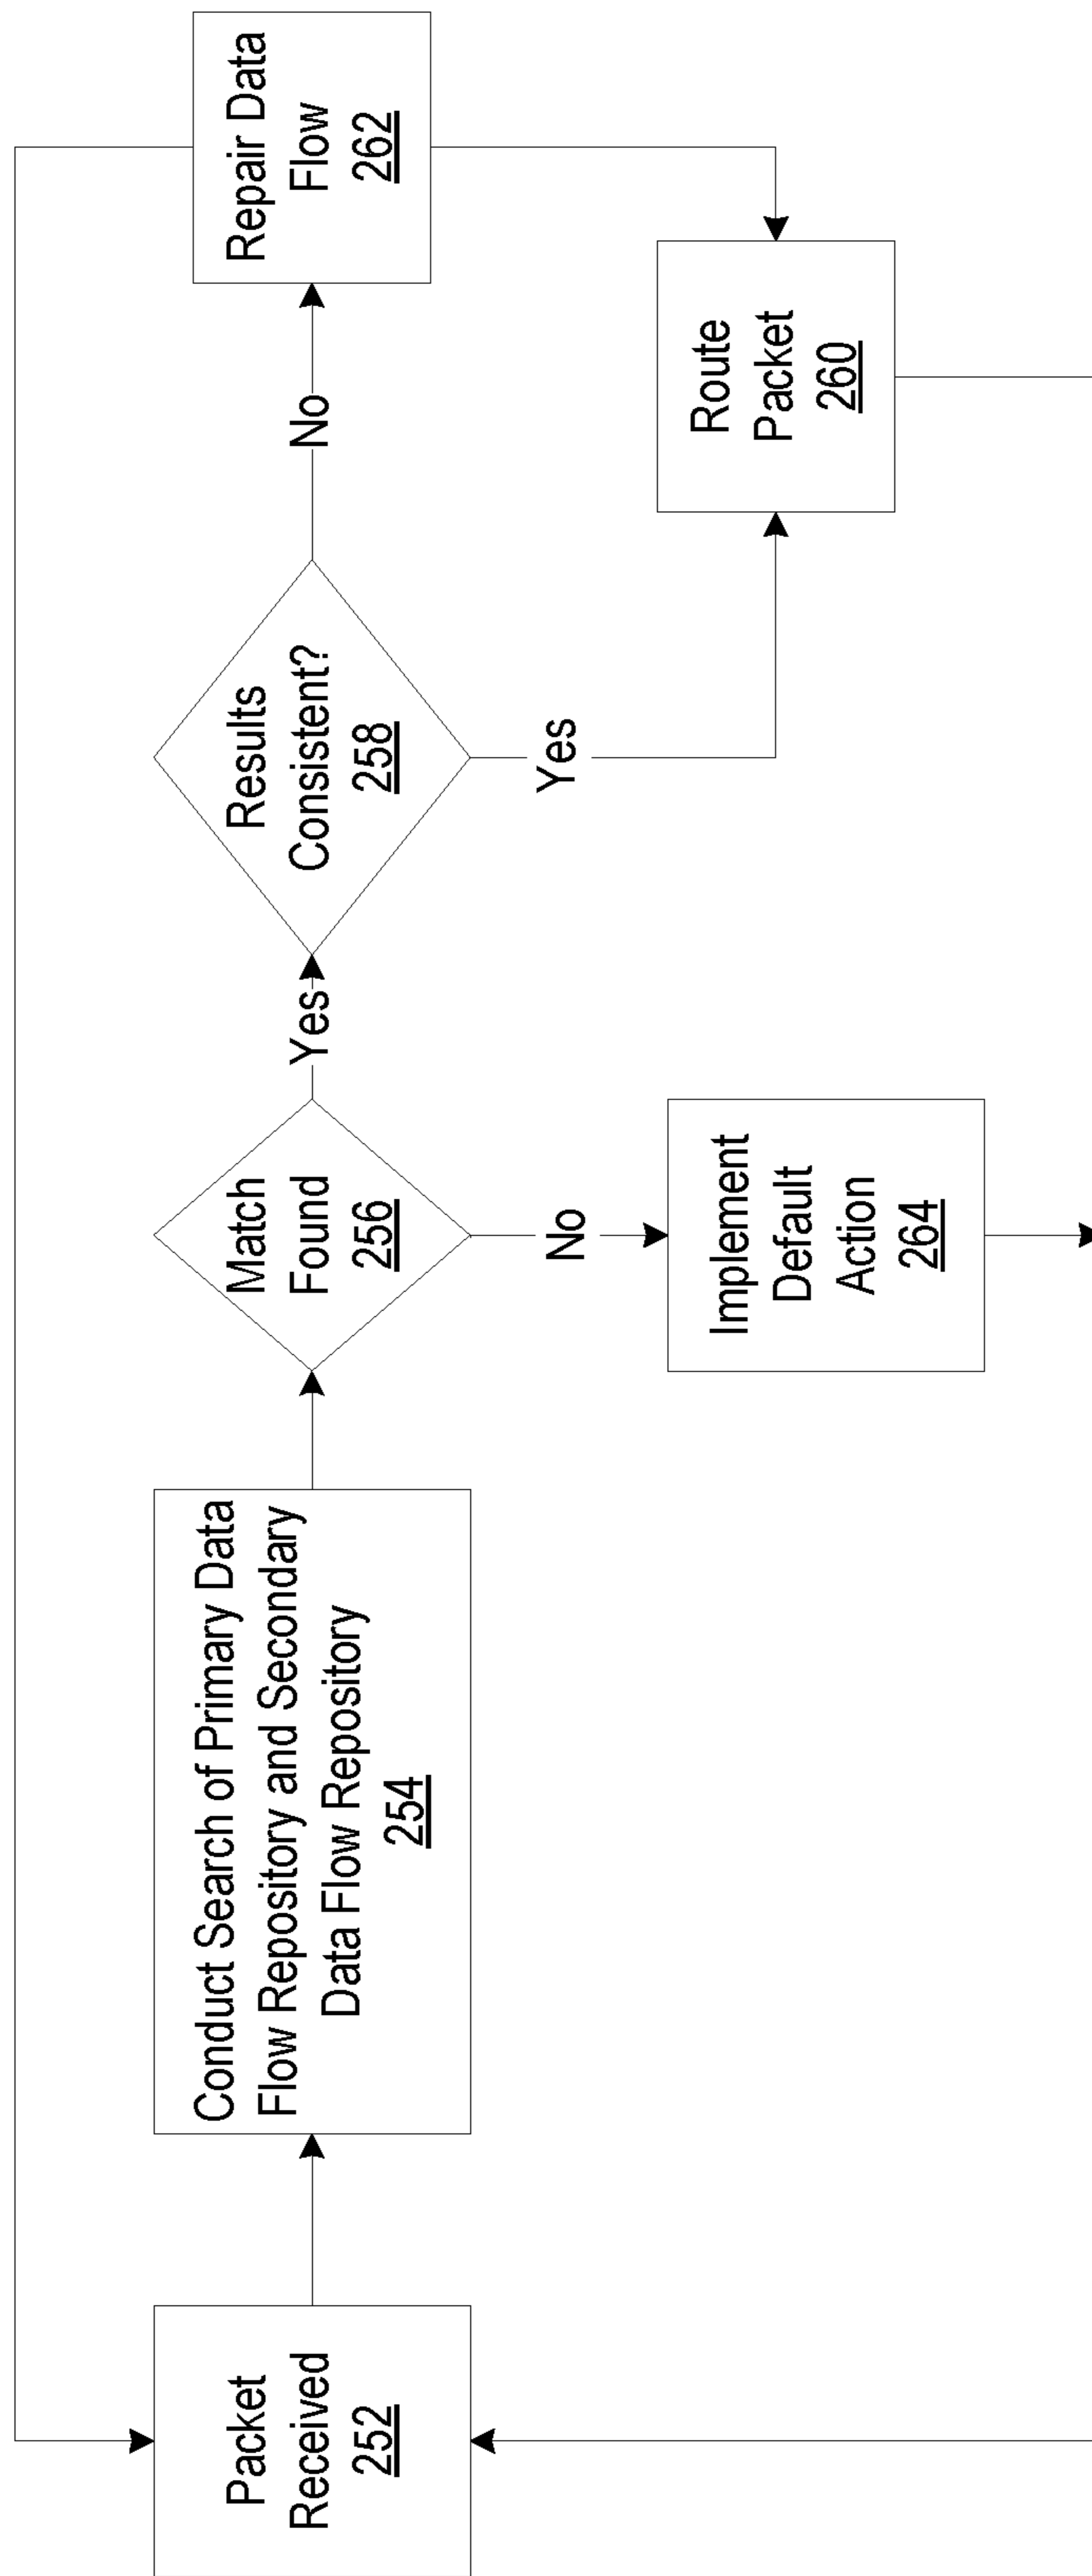 Packet
Received
252
Conduct Search of Primary Data
Flow Repository and Secondary
Data Flow Repository
254
Match
Found
256
Yes
No
Results
Consistent?
258
No
Yes
Repair Data
Flow
262
Route
Packet
260
Implement
Default
Action
264